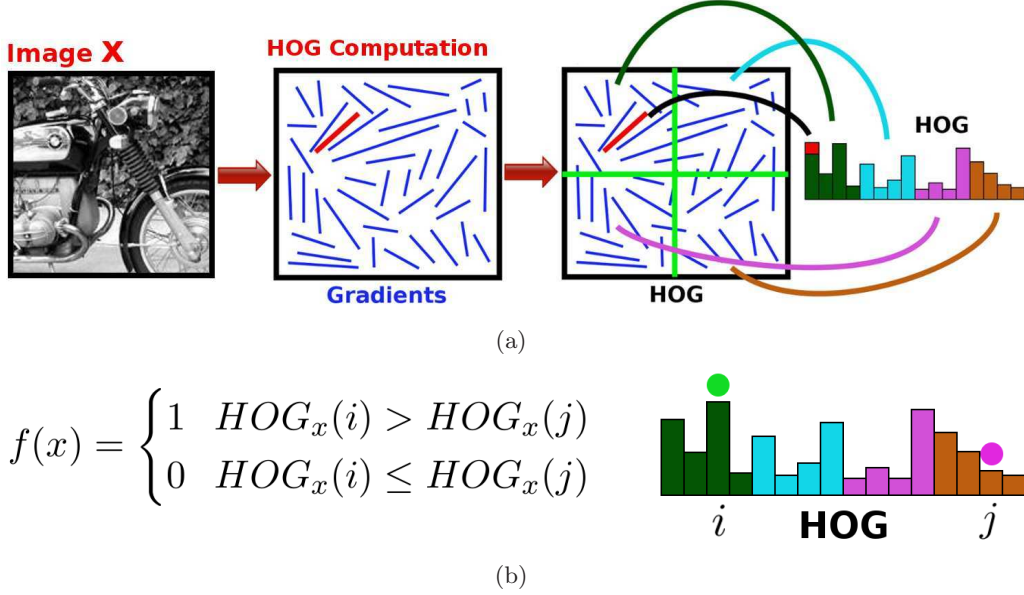 Image X
HOG Computation
HOG
Gradients
HOG
(a)
f(x) = { 1 HOG_x(i) > HOG_x(j)
0 HOG_x(i) ≤ HOG_x(j)
i HOG j
(b)